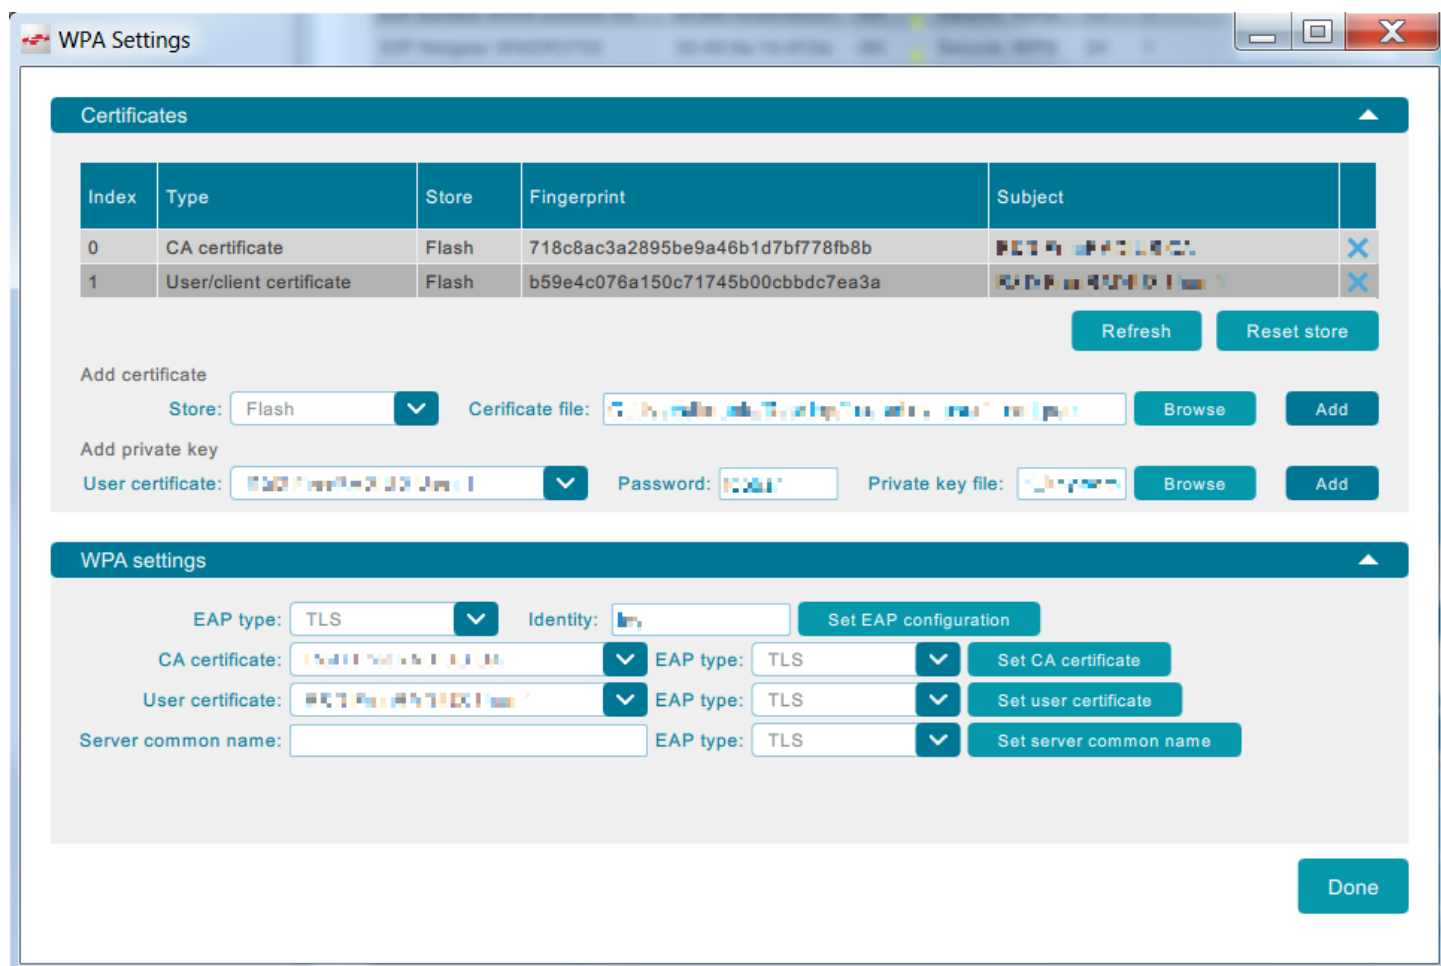 WPA Settings
Certificates
Index Type Store Fingerprint Subject
0 CA certificate Flash 718c8ac3a2895be9a46b1d7bf778fb8b
1 User/client certificate Flash b59e4c076a150c71745b00cbbdc7ea3a
Refresh Reset store
Add certificate
Store: Flash Cerificate file: Browse Add
Add private key
User certificate: Password: Private key file: Browse Add
WPA settings
EAP type: TLS Identity: Set EAP configuration
CA certificate: EAP type: TLS Set CA certificate
User certificate: EAP type: TLS Set user certificate
Server common name: EAP type: TLS Set server common name
Done